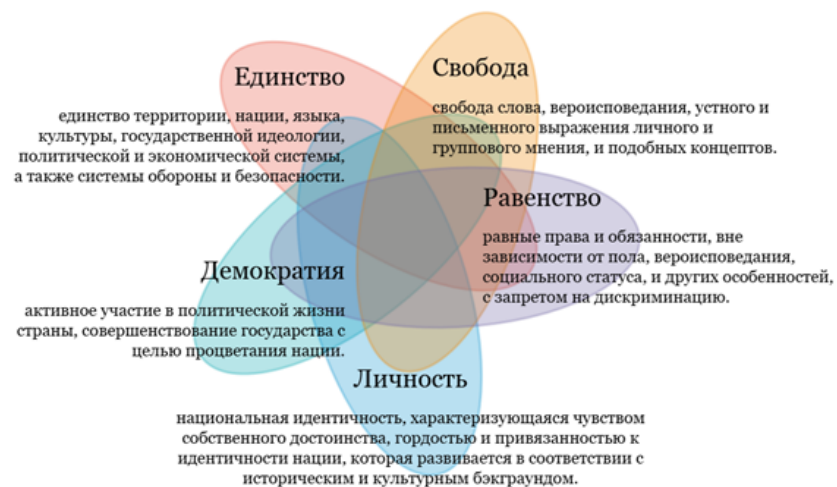 Единство
единство территории, нации, языка,
культуры, государственной идеологии,
политической и экономической системы,
а также системы обороны и безопасности.
Свобода
свобода слова, вероисповедания, устного и
письменного выражения личного и
группового мнения, и подобных концептов.
Равенство
равные права и обязанности, вне
зависимости от пола, вероисповедания,
социального статуса, и других особенностей,
с запретом на дискриминацию.
Демократия
активное участие в политической жизни
страны, совершенствование государства с
целью процветания нации.
Личность
национальная идентичность, характеризующаяся чувством
собственного достоинства, гордостью и привязанностью к
идентичности нации, которая развивается в соответствии с
историческим и культурным бэкграундом.